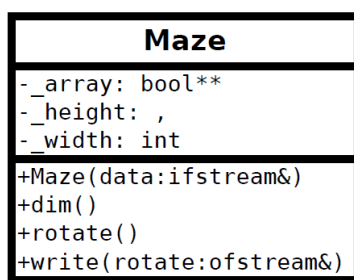 Maze
-_array: bool**
-_height: ,
-_width: int
+Maze(data:ifstream&)
+dim()
+rotate()
+write(rotate:ofstream&)